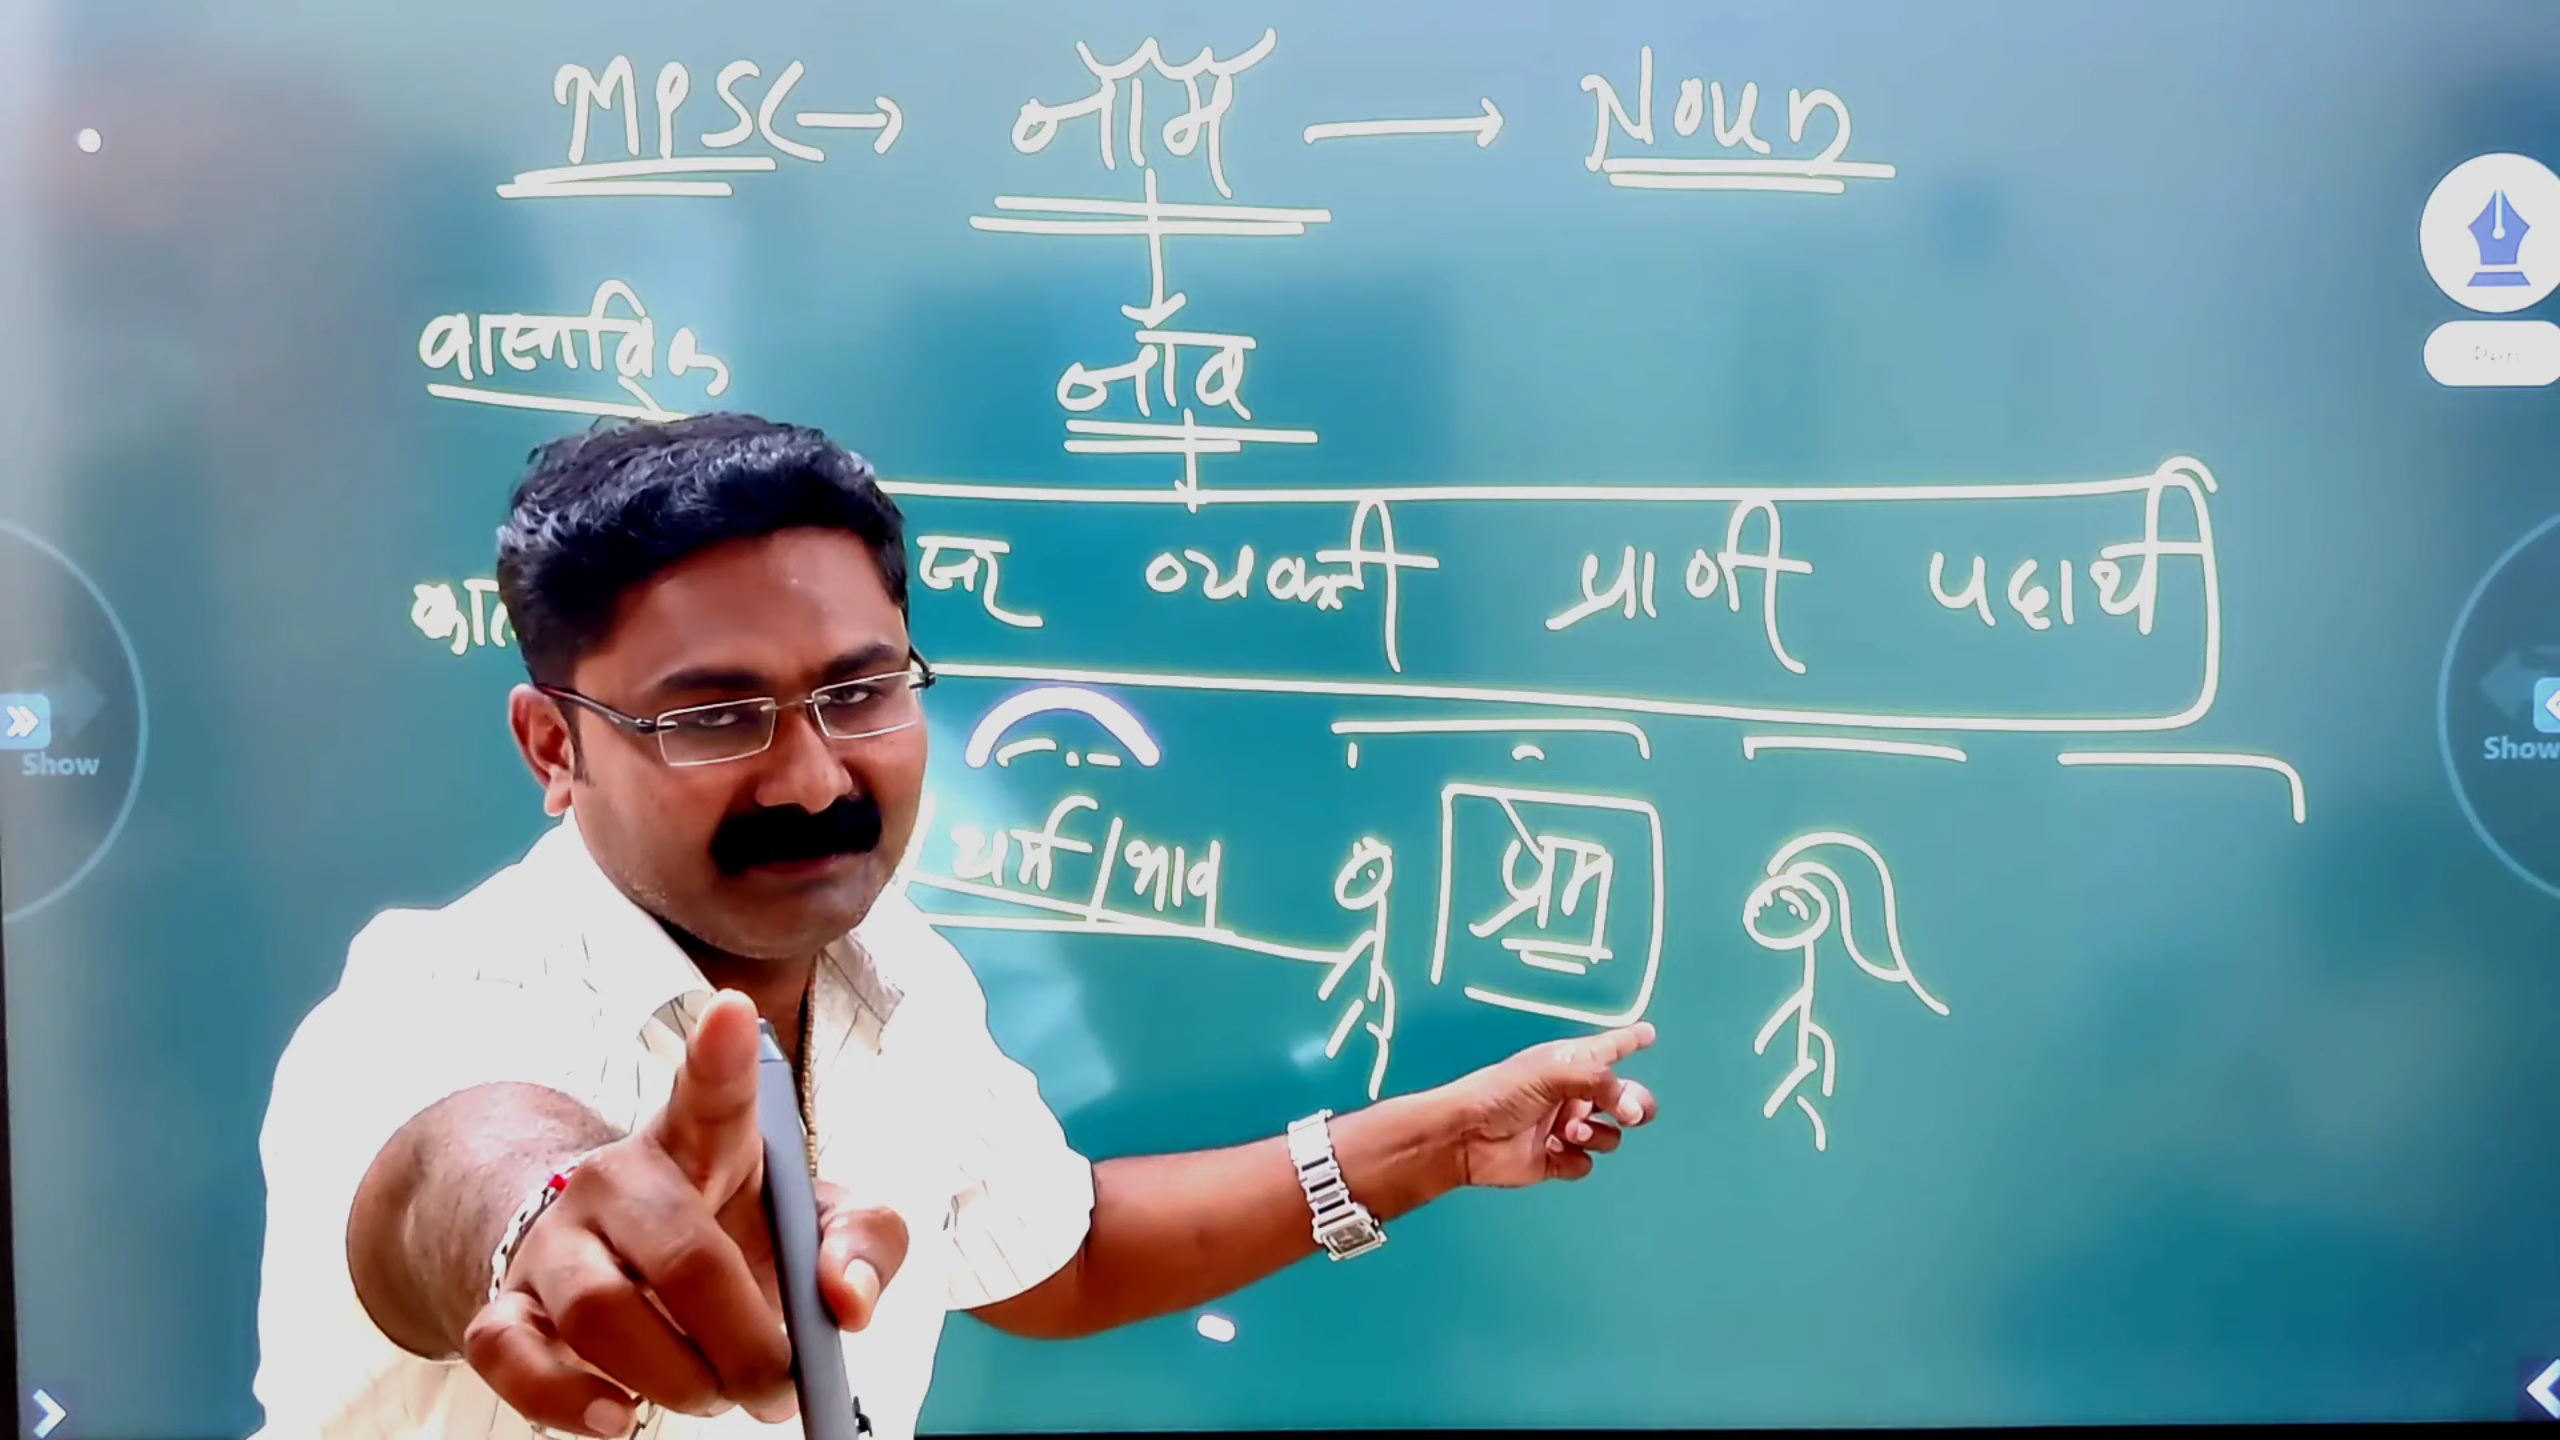 MPSC → नाम → Noun
वास्तविक
नाव
व्यक्ती प्राणी पदार्थ
धर्म/भाव प्रेम
Show
Show